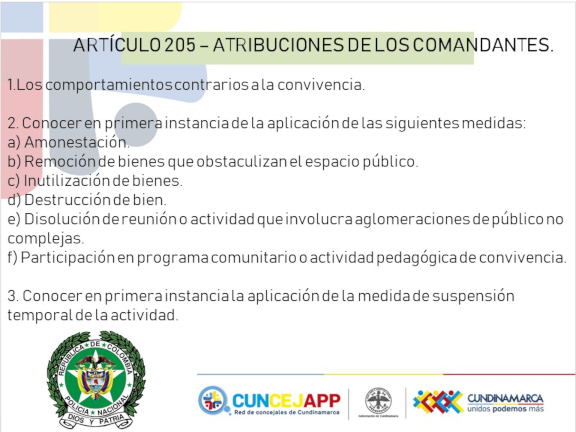 ARTÍCULO 205 – ATRIBUCIONES DE LOS COMANDANTES.
1.Los comportamientos contrarios a la convivencia.
2. Conocer en primera instancia de la aplicación de las siguientes medidas:
a) Amonestación.
b) Remoción de bienes que obstaculizan el espacio público.
c) Inutilización de bienes.
d) Destrucción de bien.
e) Disolución de reunión o actividad que involucra aglomeraciones de público no
complejas.
f) Participación en programa comunitario o actividad pedagógica de convivencia.
3. Conocer en primera instancia la aplicación de la medida de suspensión
temporal de la actividad.
REPÚBLICA DE COLOMBIA
POLICÍA NACIONAL
DIOS Y PATRIA
CUNCEJAPP
Red de concejales de Cundinamarca
CUNDINAMARCA
unidos podemos más